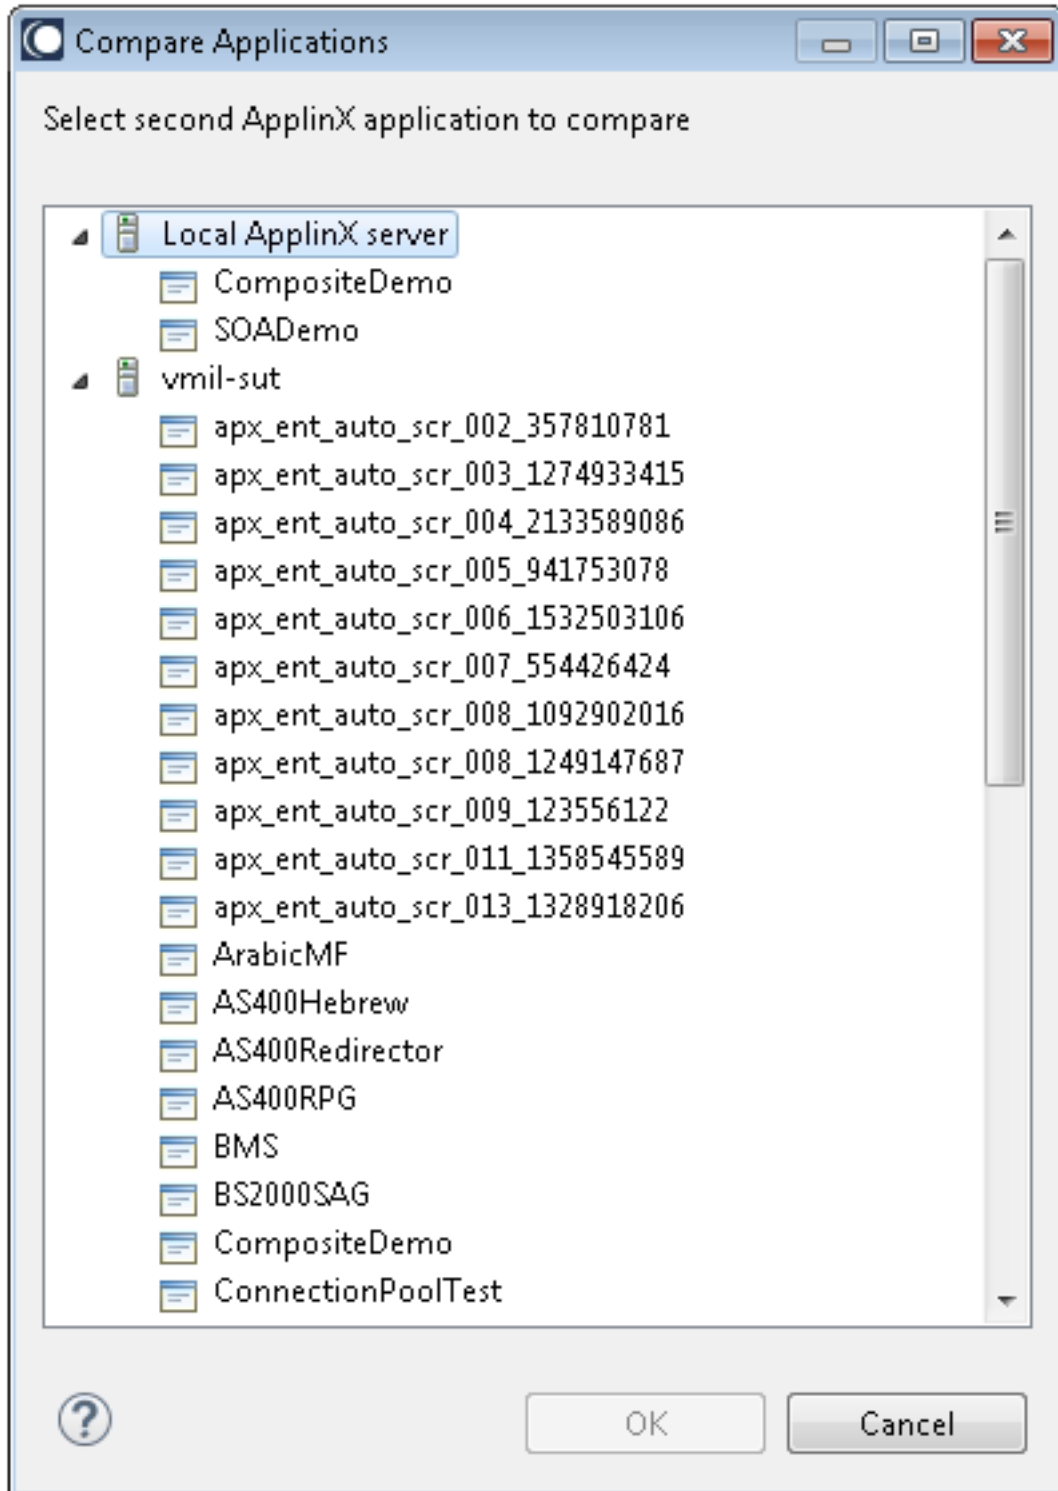 Compare Applications
Select second ApplinX application to compare
Local ApplinX server
CompositeDemo
SOADemo
vmil-sut
apx_ent_auto_scr_002_357810781
apx_ent_auto_scr_003_1274933415
apx_ent_auto_scr_004_2133589086
apx_ent_auto_scr_005_941753078
apx_ent_auto_scr_006_1532503106
apx_ent_auto_scr_007_554426424
apx_ent_auto_scr_008_1092902016
apx_ent_auto_scr_008_1249147687
apx_ent_auto_scr_009_123556122
apx_ent_auto_scr_011_1358545589
apx_ent_auto_scr_013_1328918206
ArabicMF
AS400Hebrew
AS400Redirector
AS400RPG
BMS
BS2000SAG
CompositeDemo
ConnectionPoolTest
?
OK Cancel